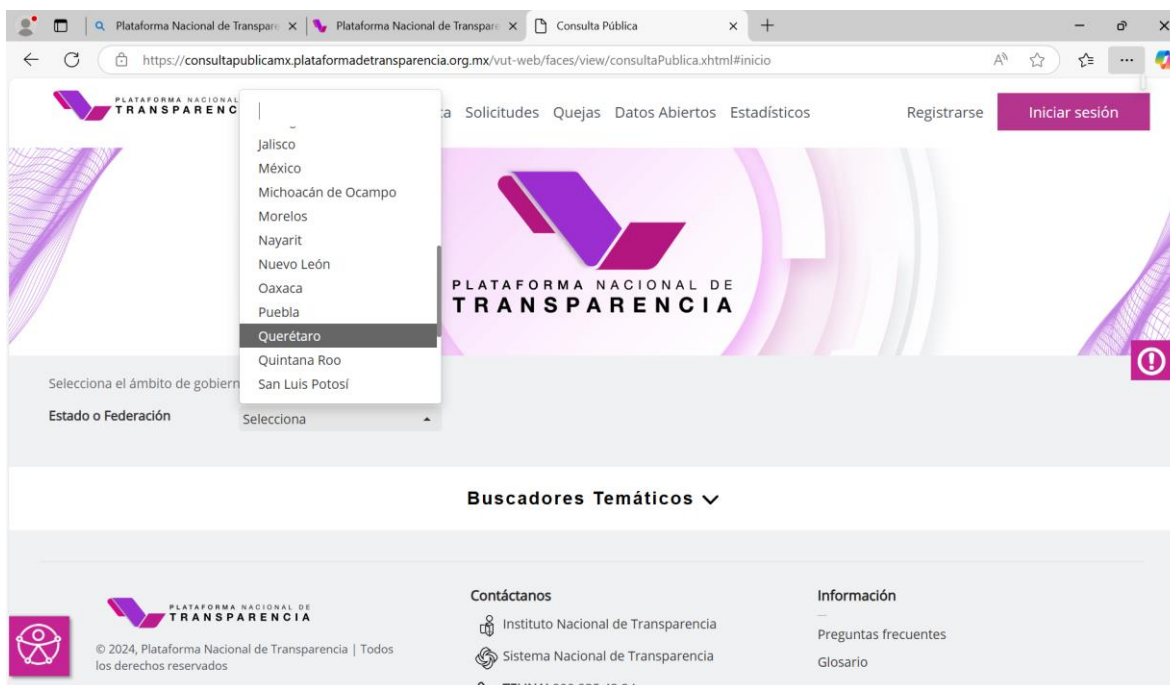 Plataforma Nacional de Transpare
Plataforma Nacional de Transpare
Consulta Pública
https://consultapublicamx.plataformadetransparencia.org.mx/vut-web/faces/view/consultaPublica.xhtml#inicio
PLATAFORMA NACIONAL
TRANSPARENC
Solicitudes Quejas Datos Abiertos Estadísticos
Registrarse
Iniciar sesión
Jalisco
México
Michoacán de Ocampo
Morelos
Nayarit
Nuevo León
Oaxaca
Puebla
Querétaro
Quintana Roo
San Luis Potosí
PLATAFORMA NACIONAL DE
TRANSPARENCIA
Selecciona el ámbito de gobiern
Estado o Federación
Selecciona
Buscadores Temáticos
PLATAFORMA NACIONAL DE
TRANSPARENCIA
© 2024, Plataforma Nacional de Transparencia | Todos
los derechos reservados
Contáctanos
Instituto Nacional de Transparencia
Sistema Nacional de Transparencia
Información
Preguntas frecuentes
Glosario